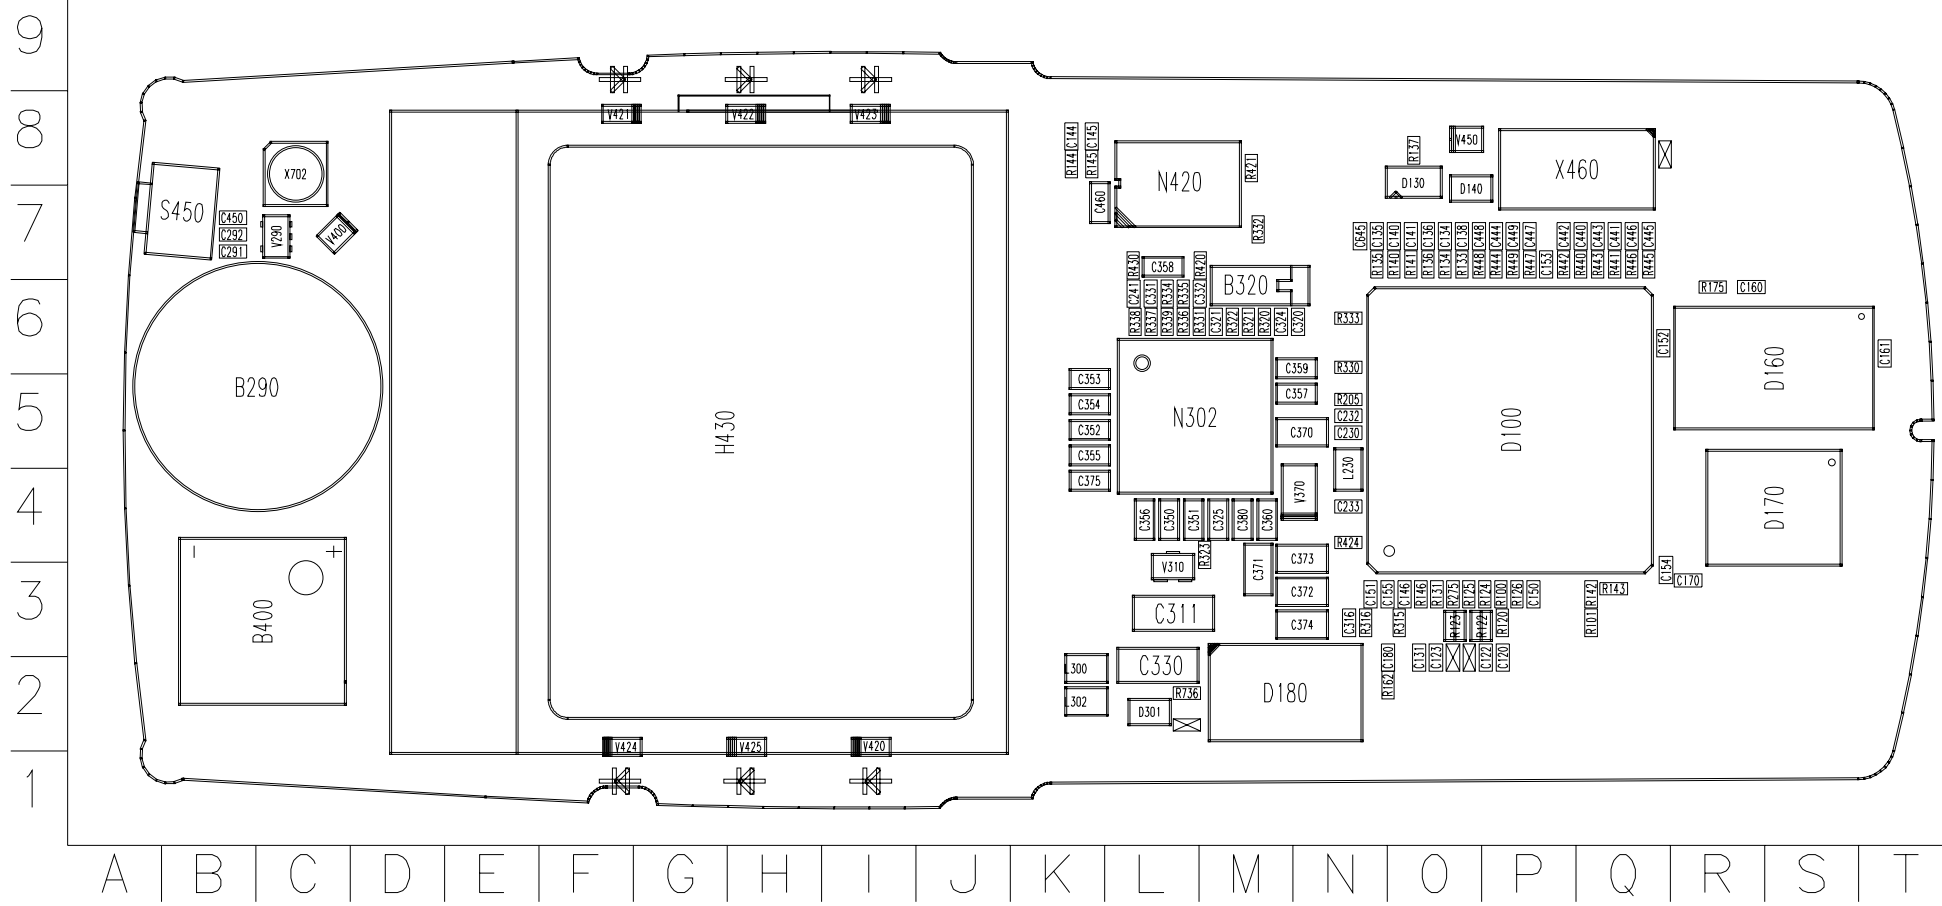 9
8
7
6
5
4
3
2
1
V421 V422 V423
C144 C145
R144 R145
C460
N420
R421
R332
R137
V450
D130
D140
X460
X702
S450
C450
C292
C291
V290
V400
B290
B400
- +
H430
C645 C135 C140 C141 C136 C134 C138 C448 C444 C449 C447 C442 C440 C443 C441 C446 C445
R135 R140 R141 R136 R134 R133 R448 R444 R449 R447 C153 R442 R440 R443 R441 R446 R445
R430 C358 R420
C241 C331 R334 R335 C332
B320
R338 R337 R339 R336 R331 C321 R322 R321 R320 C324 C320
R333
R175 C160
C152
D160
C161
C353
C354
C352
C355
C375
N302
C359
C357
C370
R330
R205
C232
C230
L230
V370
C233
R424
D100
D170
C356 C350 C351 C325 C380 C360
R323
V310
C371
C373
C372
C374
C311
C154
C170
C151 C155 C146 R146 R131 R275 R125 R124 R100 R126 C150 R142 R143
C316 R316 R315 R123 R122 R120 R101
C180 C131 C123 C122 C120
R162
L300
L302
C330
R736
D301
D180
V424 V425 V420
A B C D E F G H I J K L M N O P Q R S T